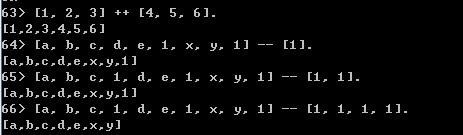 63> [1, 2, 3] ++ [4, 5, 6].
[1,2,3,4,5,6]
64> [a, b, c, d, e, 1, x, y, 1] -- [1].
[a,b,c,d,e,x,y,1]
65> [a, b, c, 1, d, e, 1, x, y, 1] -- [1, 1].
[a,b,c,d,e,x,y,1]
66> [a, b, c, 1, d, e, 1, x, y, 1] -- [1, 1, 1, 1].
[a,b,c,d,e,x,y]